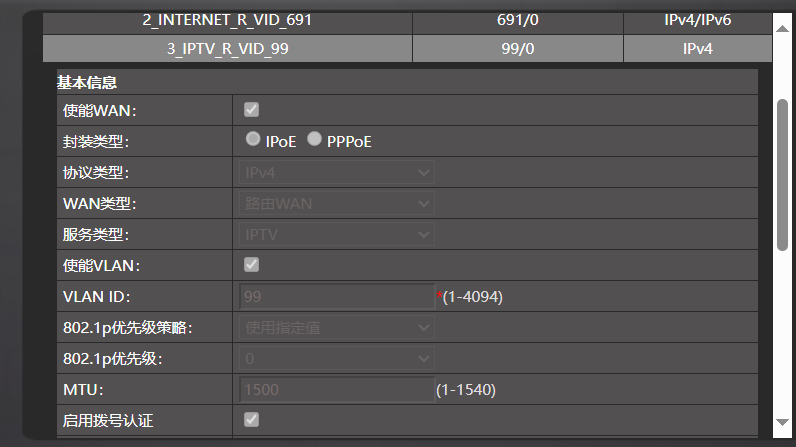 2_INTERNET_R_VID_691 691/0 IPv4/IPv6
3_IPTV_R_VID_99 99/0 IPv4
基本信息
使能WAN：
封装类型： IPoE PPPoE
协议类型： IPv4
WAN类型： 路由WAN
服务类型： IPTV
使能VLAN：
VLAN ID： 99 *(1-4094)
802.1p优先级策略： 使用指定值
802.1p优先级： 0
MTU： 1500 (1-1540)
启用拨号认证